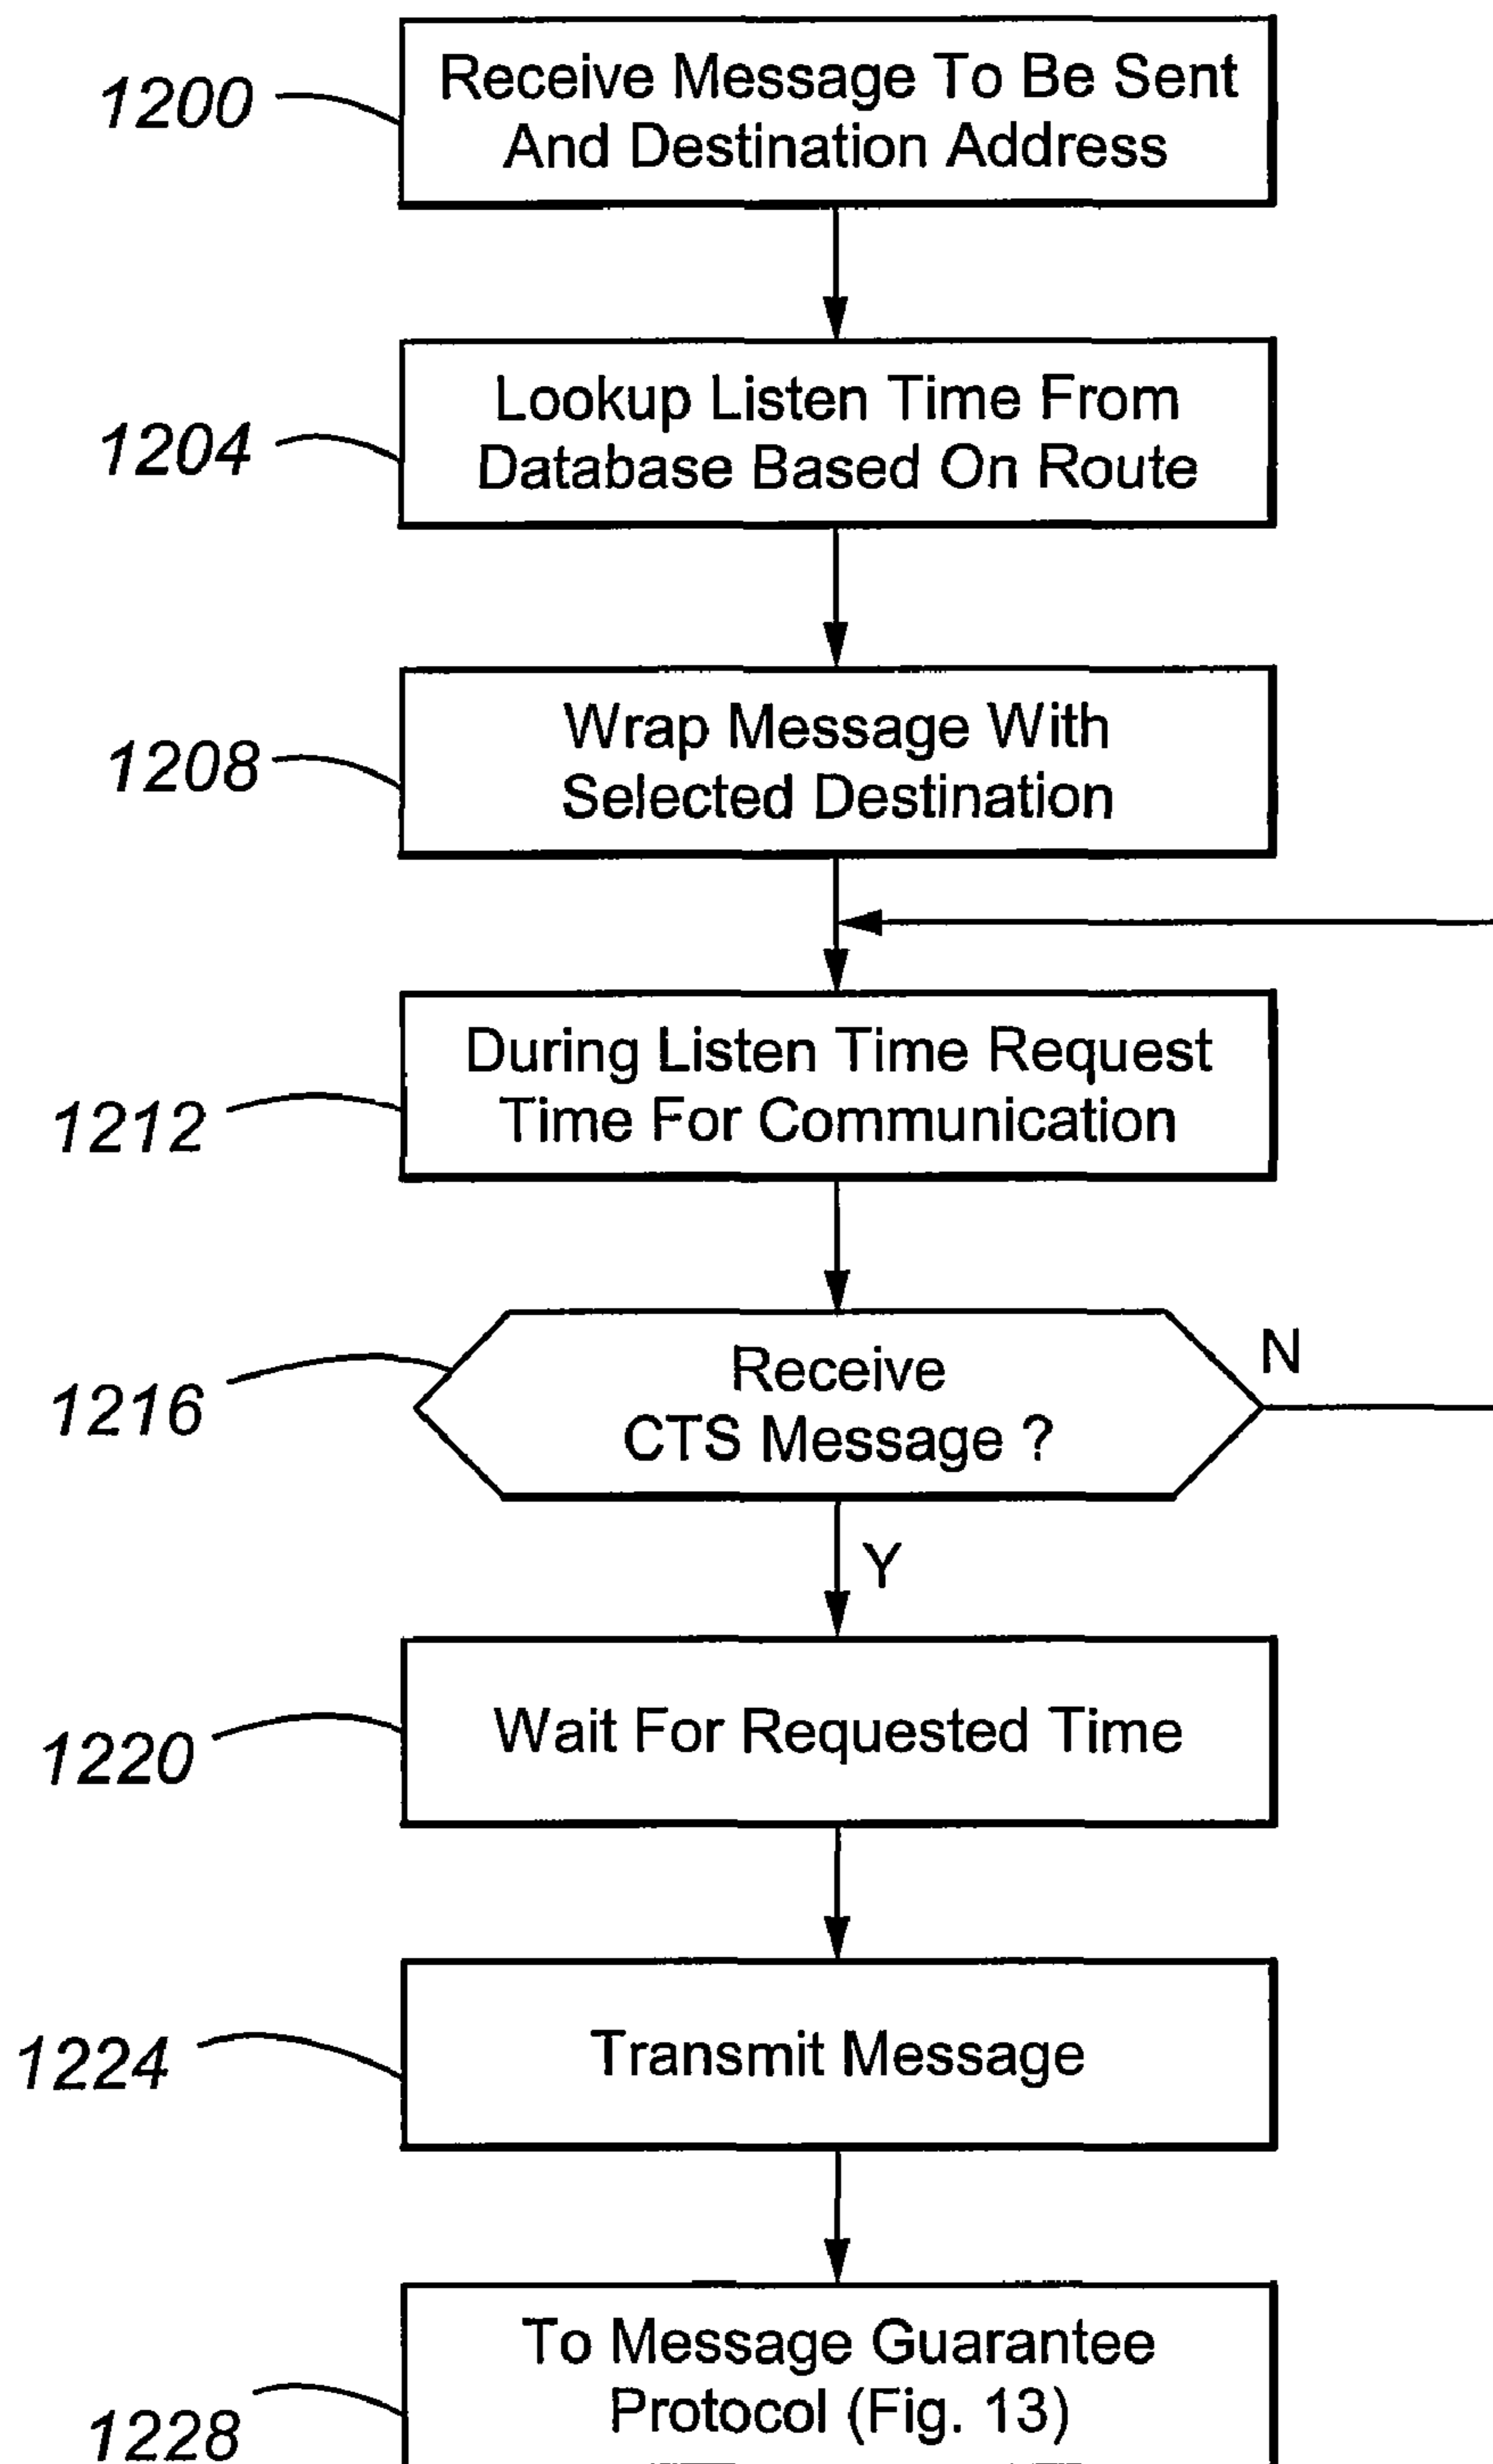 1200
Receive Message To Be Sent
And Destination Address
1204
Lookup Listen Time From
Database Based On Route
1208
Wrap Message With
Selected Destination
1212
During Listen Time Request
Time For Communication
1216
Receive
CTS Message ?
N
Y
1220
Wait For Requested Time
1224
Transmit Message
1228
To Message Guarantee
Protocol (Fig. 13)